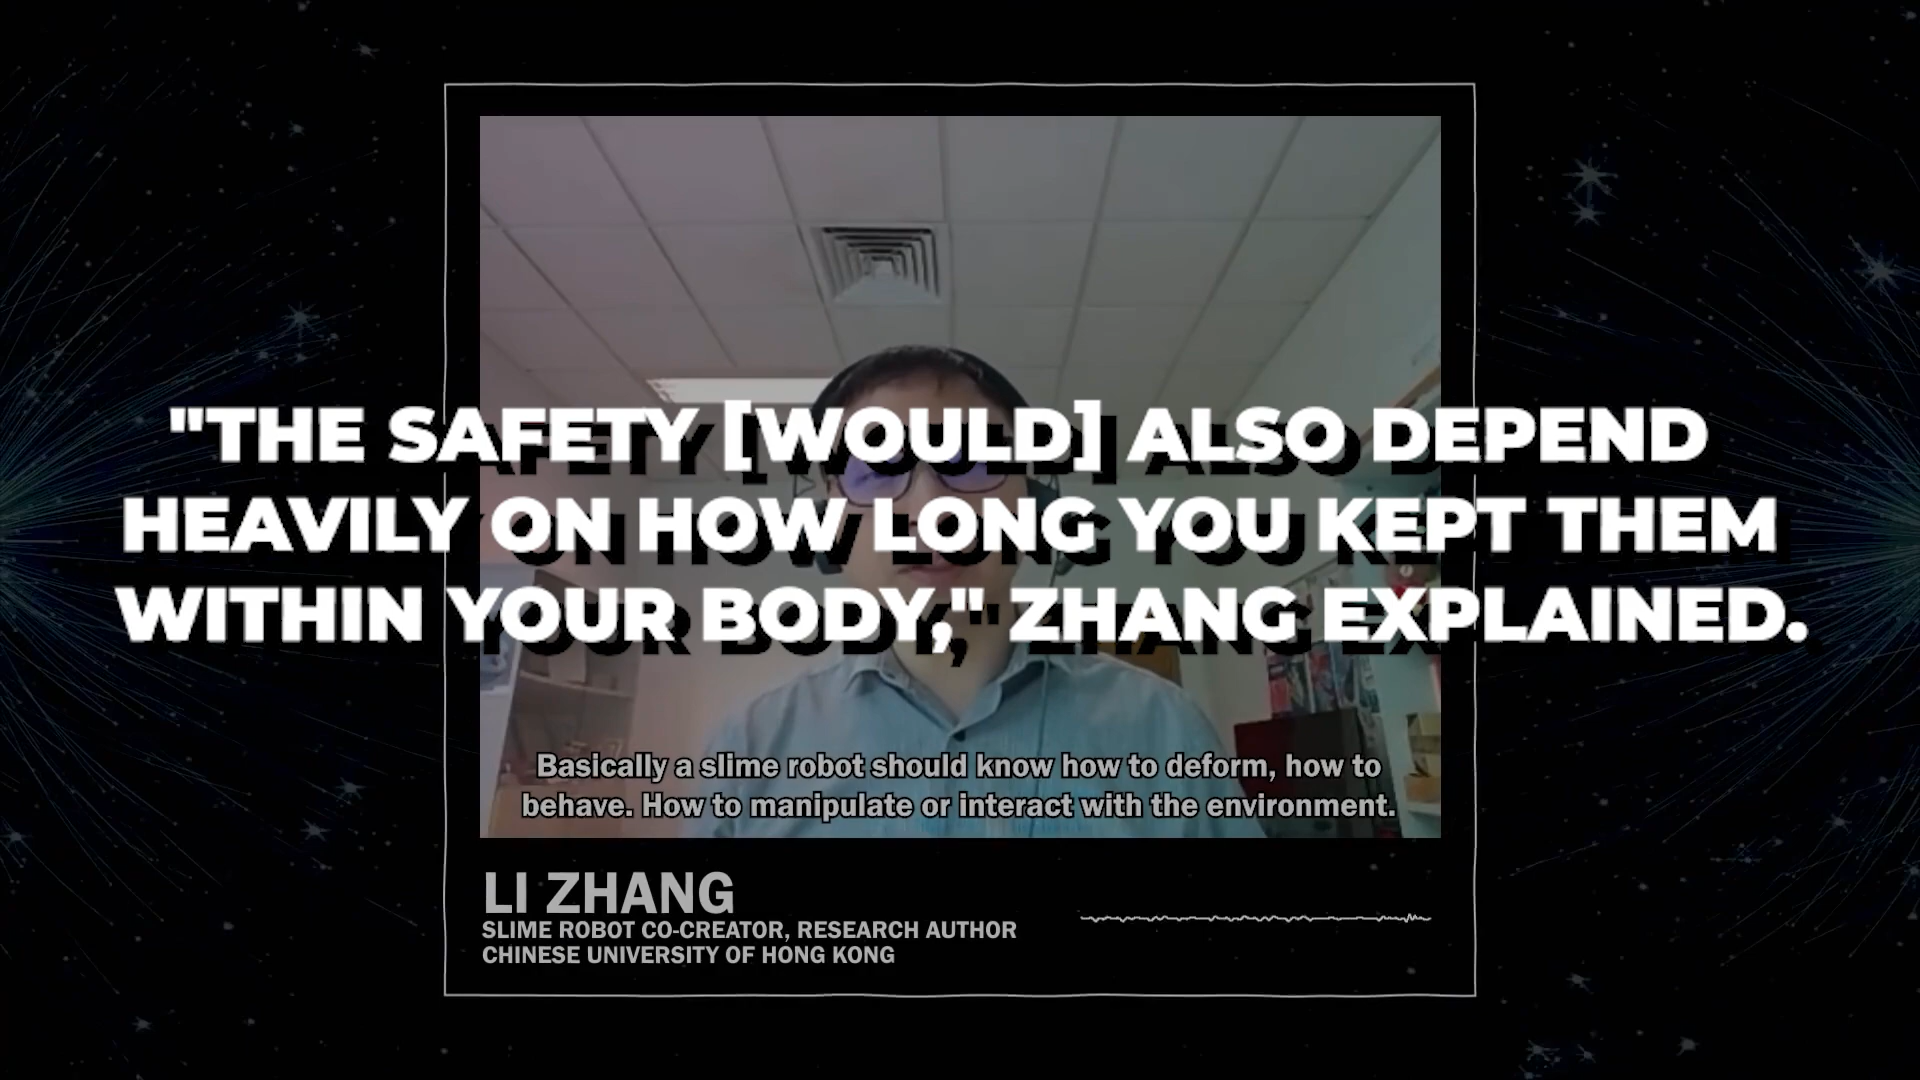 "THE SAFETY [WOULD] ALSO DEPEND
HEAVILY ON HOW LONG YOU KEPT THEM
WITHIN YOUR BODY," ZHANG EXPLAINED.
Basically a slime robot should know how to deform, how to
behave. How to manipulate or interact with the environment.
LI ZHANG
SLIME ROBOT CO-CREATOR, RESEARCH AUTHOR
CHINESE UNIVERSITY OF HONG KONG